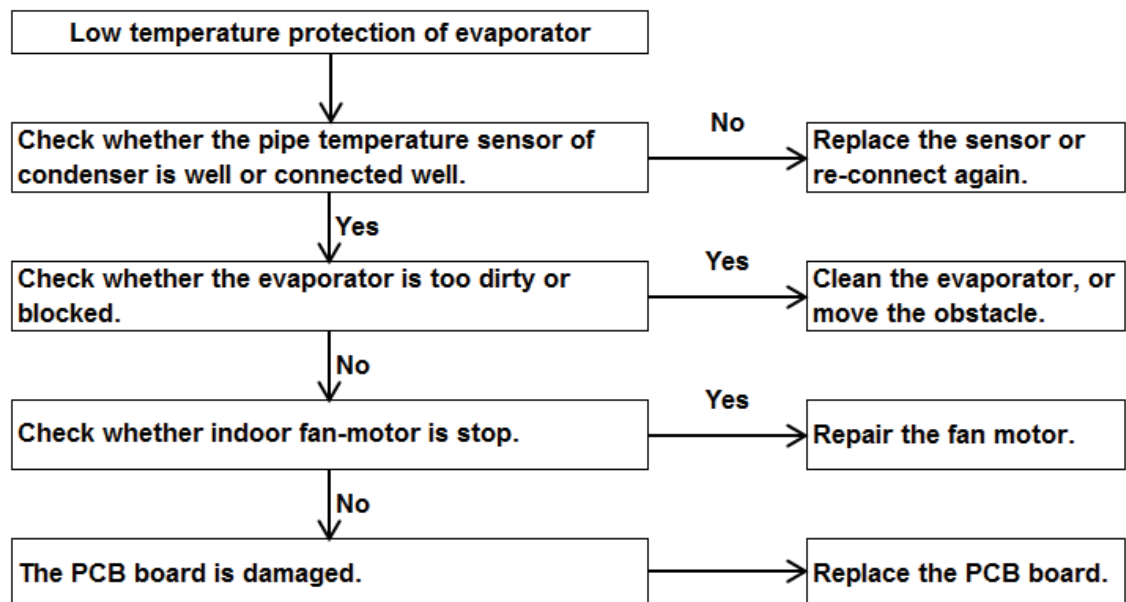 Low temperature protection of evaporator
Check whether the pipe temperature sensor of
condenser is well or connected well.
No
Replace the sensor or
re-connect again.
Yes
Check whether the evaporator is too dirty or
blocked.
Yes
Clean the evaporator, or
move the obstacle.
No
Check whether indoor fan-motor is stop.
Yes
Repair the fan motor.
No
The PCB board is damaged.
Replace the PCB board.